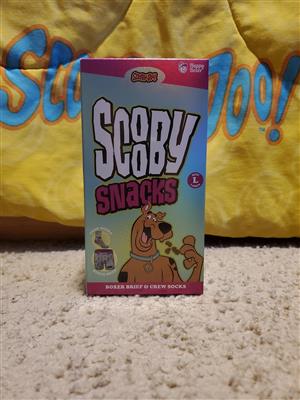 Scooby-Doo!
SCOOBY
SNACKS
L
BOXER BRIEF & CREW SOCKS